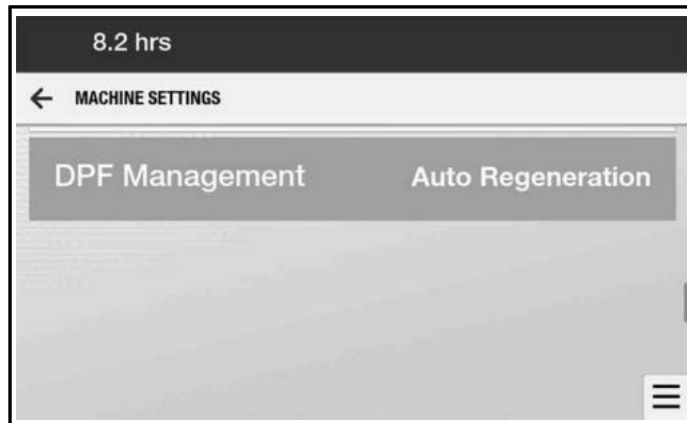 8.2 hrs
MACHINE SETTINGS
DPF Management Auto Regeneration